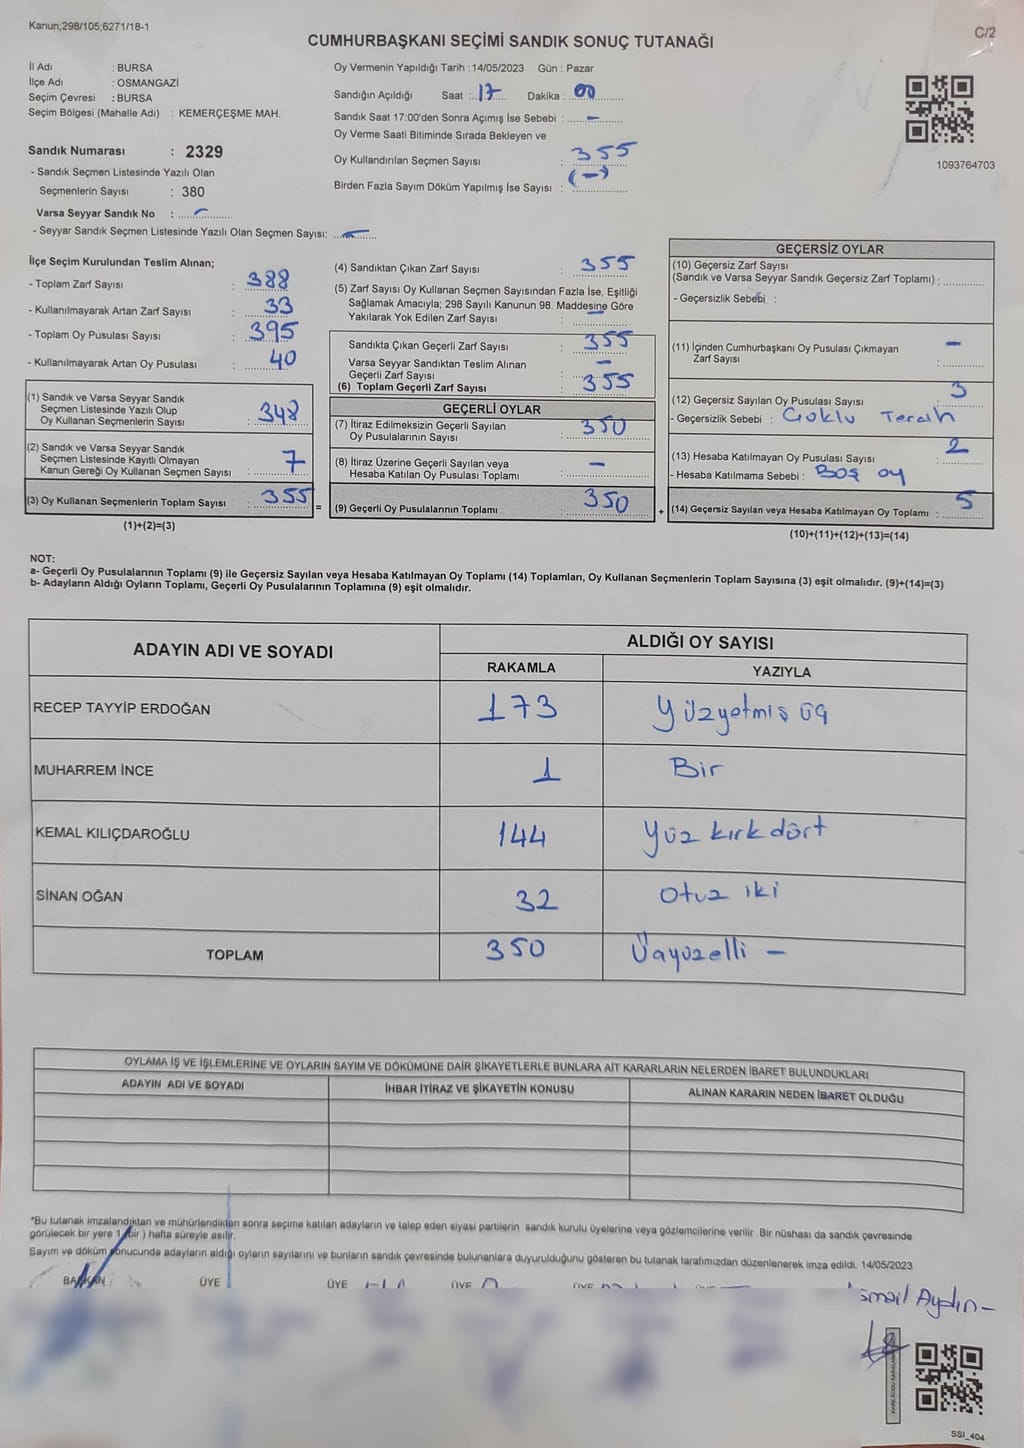 Kanun;298/105;6271/18-1
C/2
CUMHURBAŞKANI SEÇİMİ SANDIK SONUÇ TUTANAĞI
İl Adı : BURSA
İlçe Adı : OSMANGAZİ
Seçim Çevresi : BURSA
Seçim Bölgesi (Mahalle Adı) : KEMERÇEŞME MAH.
Sandık Numarası : 2329
- Sandık Seçmen Listesinde Yazılı Olan
Seçmenlerin Sayısı : 380
Varsa Seyyar Sandık No : -
- Seyyar Sandık Seçmen Listesinde Yazılı Olan Seçmen Sayısı: -
Oy Vermenin Yapıldığı Tarih : 14/05/2023 Gün : Pazar
Sandığın Açıldığı Saat : 17 Dakika : 00
Sandık Saat 17:00'den Sonra Açımış İse Sebebi : -
Oy Verme Saati Bitiminde Sırada Bekleyen ve
Oy Kullandırılan Seçmen Sayısı : 355
(-)
Birden Fazla Sayım Döküm Yapılmış İse Sayısı :
1093764703
İlçe Seçim Kurulundan Teslim Alınan;
- Toplam Zarf Sayısı : 388
- Kullanılmayarak Artan Zarf Sayısı : 33
- Toplam Oy Pusulası Sayısı : 395
- Kullanılmayarak Artan Oy Pusulası : 40
(1) Sandık ve Varsa Seyyar Sandık
Seçmen Listesinde Yazılı Olup
Oy Kullanan Seçmenlerin Sayısı : 348
(2) Sandık ve Varsa Seyyar Sandık
Seçmen Listesinde Kayıtlı Olmayan
Kanun Gereği Oy Kullanan Seçmen Sayısı : 7
(3) Oy Kullanan Seçmenlerin Toplam Sayısı : 355
(1)+(2)=(3)
=
(4) Sandıktan Çıkan Zarf Sayısı : 355
(5) Zarf Sayısı Oy Kullanan Seçmen Sayısından Fazla İse, Eşitliği
Sağlamak Amacıyla; 298 Sayılı Kanunun 98. Maddesine Göre
Yakılarak Yok Edilen Zarf Sayısı : -
Sandıkta Çıkan Geçerli Zarf Sayısı : 355
Varsa Seyyar Sandıktan Teslim Alınan
Geçerli Zarf Sayısı : -
(6) Toplam Geçerli Zarf Sayısı : 355
GEÇERLİ OYLAR
(7) İtiraz Edilmeksizin Geçerli Sayılan
Oy Pusulalarının Sayısı : 350
(8) İtiraz Üzerine Geçerli Sayılan veya
Hesaba Katılan Oy Pusulası Toplamı : -
(9) Geçerli Oy Pusulalarının Toplamı : 350
+
GEÇERSİZ OYLAR
(10) Geçersiz Zarf Sayısı
(Sandık ve Varsa Seyyar Sandık Geçersiz Zarf Toplamı) :
- Geçersizlik Sebebi :
(11) İçinden Cumhurbaşkanı Oy Pusulası Çıkmayan
Zarf Sayısı : -
(12) Geçersiz Sayılan Oy Pusulası Sayısı : 3
- Geçersizlik Sebebi : Çoklu Tercih
(13) Hesaba Katılmayan Oy Pusulası Sayısı : 2
- Hesaba Katılmama Sebebi : Boş oy
(14) Geçersiz Sayılan veya Hesaba Katılmayan Oy Toplamı : 5
(10)+(11)+(12)+(13)=(14)
NOT:
a- Geçerli Oy Pusulalarının Toplamı (9) ile Geçersiz Sayılan veya Hesaba Katılmayan Oy Toplamı (14) Toplamları, Oy Kullanan Seçmenlerin Toplam Sayısına (3) eşit olmalıdır. (9)+(14)=(3)
b- Adayların Aldığı Oyların Toplamı, Geçerli Oy Pusulalarının Toplamına (9) eşit olmalıdır.
ADAYIN ADI VE SOYADI ALDIĞI OY SAYISI
RAKAMLA YAZIYLA
RECEP TAYYİP ERDOĞAN 173 Yüzyetmiş üç
MUHARREM İNCE 1 Bir
KEMAL KILIÇDAROĞLU 144 Yüz kırk dört
SİNAN OĞAN 32 Otuz iki
TOPLAM 350 Üçyüzelli -
OYLAMA İŞ VE İŞLEMLERİNE VE OYLARIN SAYIM VE DÖKÜMÜNE DAİR ŞİKAYETLERLE BUNLARA AİT KARARLARIN NELERDEN İBARET BULUNDUKLARI
ADAYIN ADI VE SOYADI İHBAR İTİRAZ VE ŞİKAYETİN KONUSU ALINAN KARARIN NEDEN İBARET OLDUĞU
*Bu tutanak imzalandıktan ve mühürlendikten sonra seçime katılan adayların ve talep eden siyasi partilerin sandık kurulu üyelerine veya gözlemcilerine verilir. Bir nüshası da sandık çevresinde
görülecek bir yere 1 (bir) hafta süreyle asılır.
Sayım ve döküm sonucunda adayların aldığı oyların sayılarını ve bunların sandık çevresinde bulunanlara duyurulduğunu gösteren bu tutanak tarafımızdan düzenlenerek imza edildi. 14/05/2023
BAŞKAN ÜYE ÜYE ÜYE ÜYE
İsmail Aydın
SSI_404